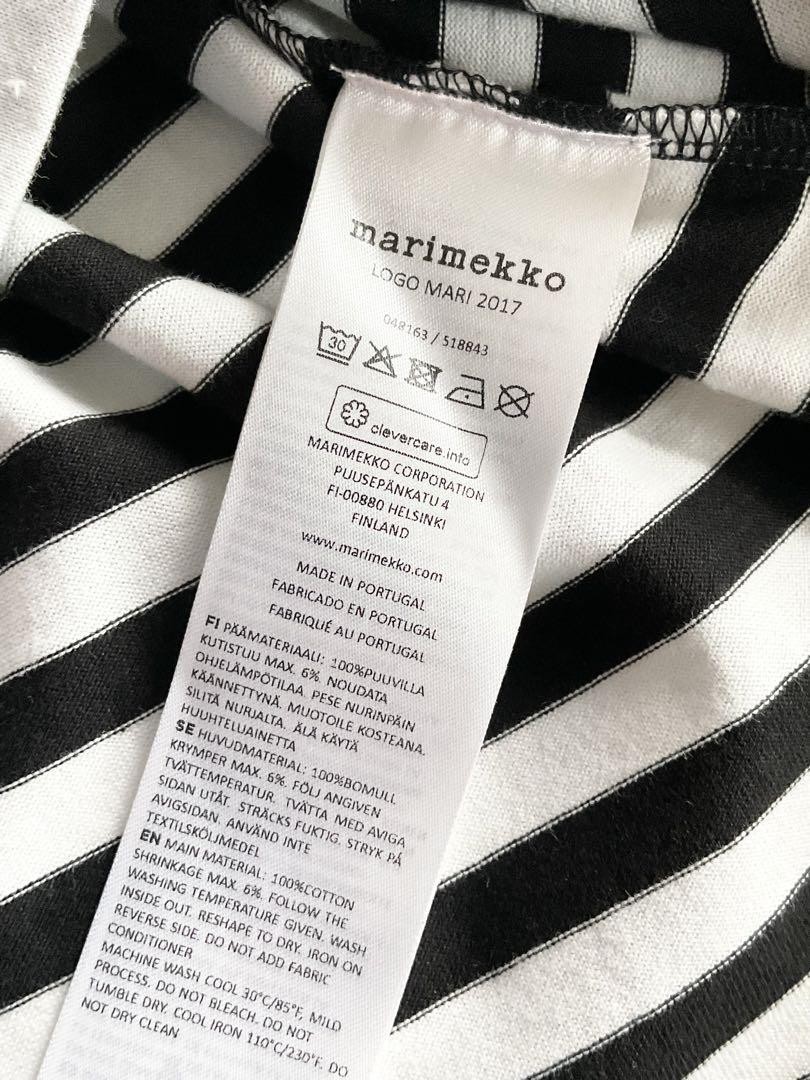 marimekko
LOGO MARI 2017
048163 / 518843
30
clevercare.info
MARIMEKKO CORPORATION
PUUSEPÄNKATU 4
FI-00880 HELSINKI
FINLAND
www.marimekko.com
MADE IN PORTUGAL
FABRICADO EN PORTUGAL
FABRIQUÉ AU PORTUGAL
FI PÄÄMATERIAALI: 100%PUUVILLA
KUTISTUU MAX. 6%. NOUDATA
OHJELÄMPÖTILAA. PESE NURINPÄIN
KÄÄNNETTYNÄ. MUOTOILE KOSTEANA.
SILITÄ NURJALTA. ÄLÄ KÄYTÄ
HUUHTELUAINETTA
SE HUVUDMATERIAL: 100%BOMULL
KRYMPER MAX. 6%. FÖLJ ANGIVEN
TVÄTTEMPERATUR. TVÄTTA MED AVIGA
SIDAN UTÅT. STRÄCKS FUKTIG. STRYK PÅ
AVIGSIDAN. ANVÄND INTE
TEXTILSKÖLJMEDEL
EN MAIN MATERIAL: 100%COTTON
SHRINKAGE MAX. 6%. FOLLOW THE
WASHING TEMPERATURE GIVEN. WASH
INSIDE OUT. RESHAPE TO DRY. IRON ON
REVERSE SIDE. DO NOT ADD FABRIC
CONDITIONER
MACHINE WASH COOL 30°C/85°F, MILD
PROCESS. DO NOT BLEACH. DO NOT
TUMBLE DRY. COOL IRON 110°C/230°F. DO
NOT DRY CLEAN